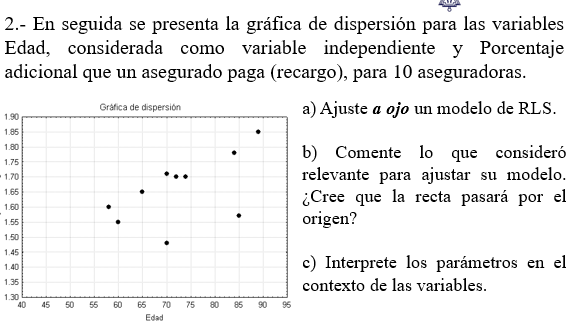 2.- En seguida se presenta la gráfica de dispersión para las variables
Edad, considerada como variable independiente y Porcentaje
adicional que un asegurado paga (recargo), para 10 aseguradoras.
Gráfica de dispersión
1.90
1.85
1.80
1.75
1.70
1.65
1.60
1.55
1.50
1.45
1.40
1.35
1.30
40 45 50 55 60 65 70 75 80 85 90 95
Edad
a) Ajuste a ojo un modelo de RLS.
b) Comente lo que consideró
relevante para ajustar su modelo.
¿Cree que la recta pasará por el
origen?
c) Interprete los parámetros en el
contexto de las variables.